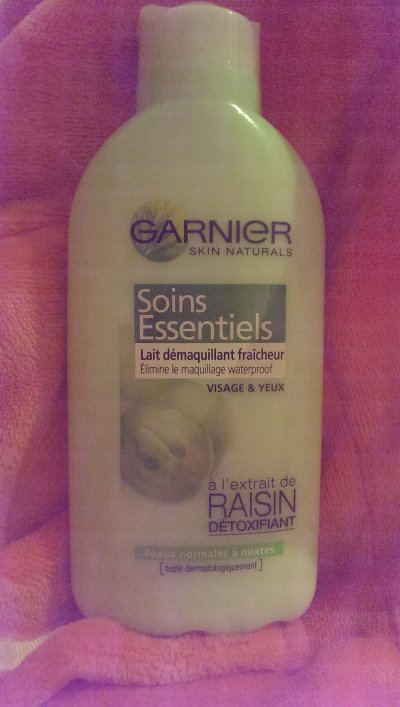 GARNIER
SKIN NATURALS
Soins
Essentiels
Lait démaquillant fraîcheur
Élimine le maquillage waterproof
VISAGE & YEUX
à l'extrait de
RAISIN
DÉTOXIFIANT
Peaux normales à mixtes
[ testé dermatologiquement ]